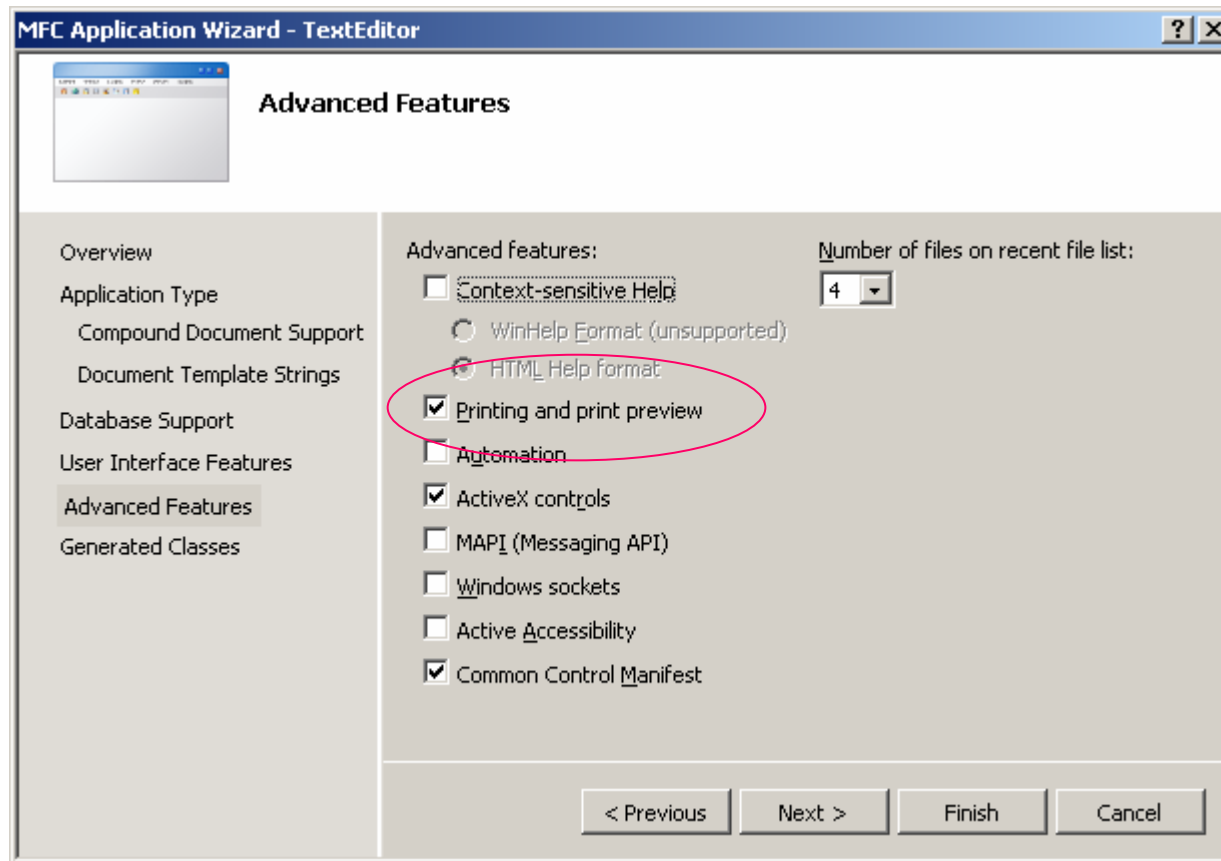 MFC Application Wizard - TextEditor
Advanced Features
Overview
Application Type
Compound Document Support
Document Template Strings
Database Support
User Interface Features
Advanced Features
Generated Classes
Advanced features:
Context-sensitive Help
WinHelp Format (unsupported)
HTML Help format
Printing and print preview
Automation
ActiveX controls
MAPI (Messaging API)
Windows sockets
Active Accessibility
Common Control Manifest
Number of files on recent file list:
4
< Previous
Next >
Finish
Cancel